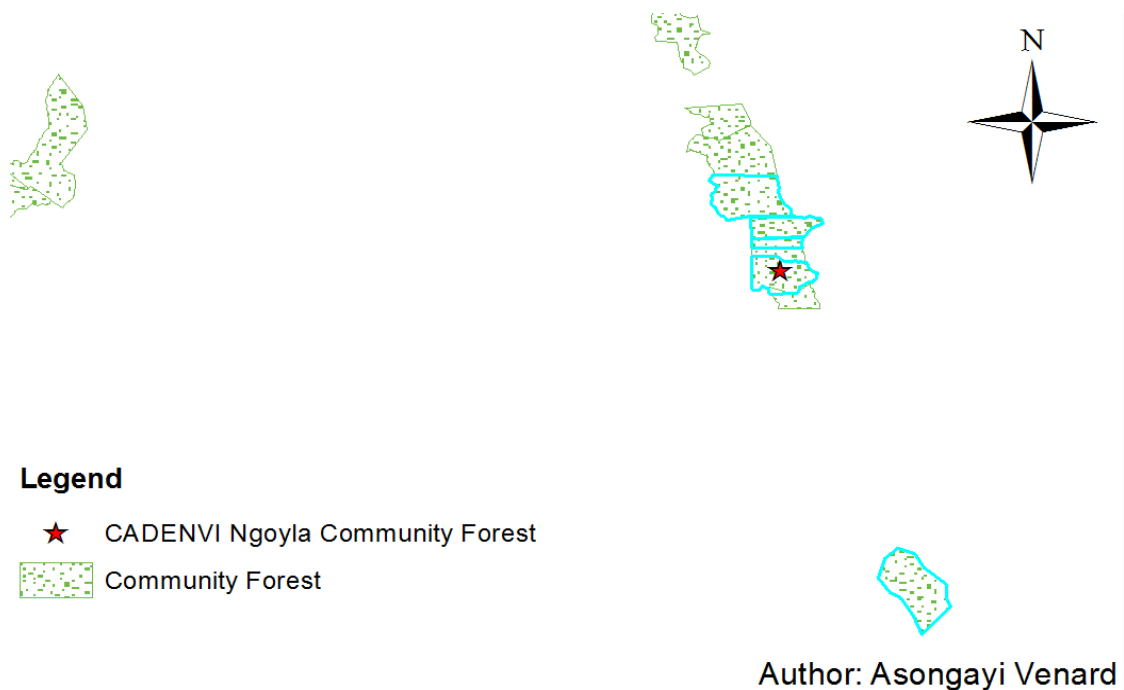 N
Legend
CADENVI Ngoyla Community Forest
Community Forest
Author: Asongayi Venard